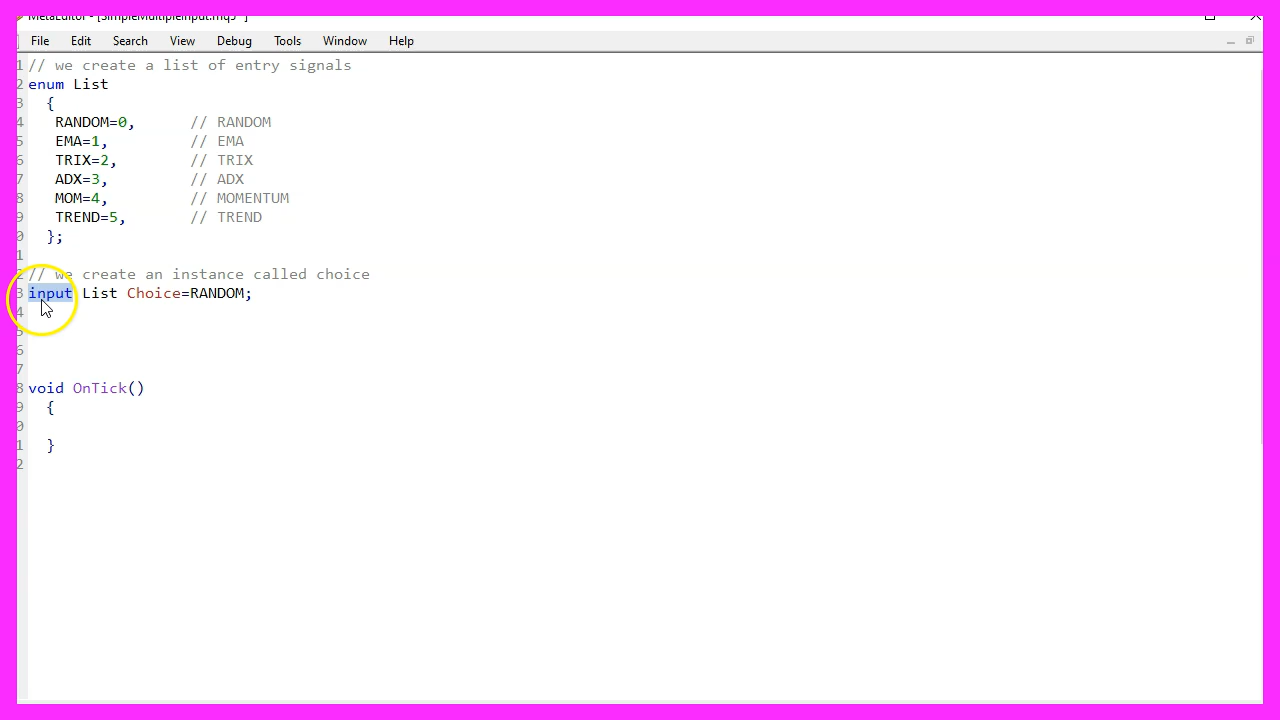 MetaEditor - [SimpleMultipleInput.mq5 *]
File Edit Search View Debug Tools Window Help
1 // we create a list of entry signals
2 enum List
3 {
4 RANDOM=0, // RANDOM
5 EMA=1, // EMA
6 TRIX=2, // TRIX
7 ADX=3, // ADX
8 MOM=4, // MOMENTUM
9 TREND=5, // TREND
0 };
1
2 // we create an instance called choice
3 input List Choice=RANDOM;
4
5
6
7
8 void OnTick()
9 {
0
1 }
2